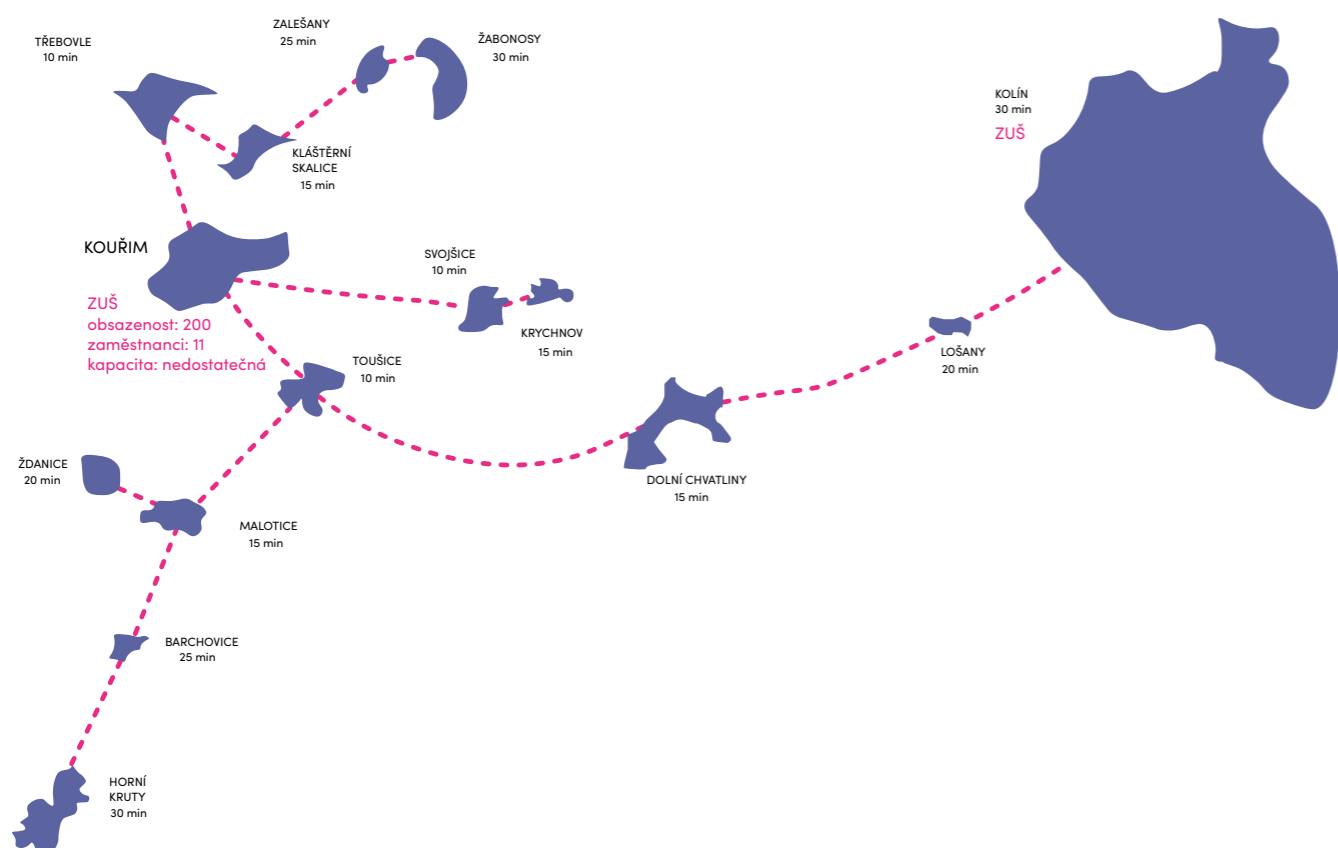 TŘEBOVLE
10 min
ZALEŠANY
25 min
ŽABONOSY
30 min
KOLÍN
30 min
ZUŠ
KLÁŠTĚRNÍ
SKALICE
15 min
KOUŘIM
ZUŠ
obsazenost: 200
zaměstnanci: 11
kapacita: nedostatečná
SVOJŠICE
10 min
KRYCHNOV
15 min
TOUŠICE
10 min
LOŠANY
20 min
ŽDANICE
20 min
DOLNÍ CHVATLINY
15 min
MALOTICE
15 min
BARCHOVICE
25 min
HORNÍ
KRUTY
30 min